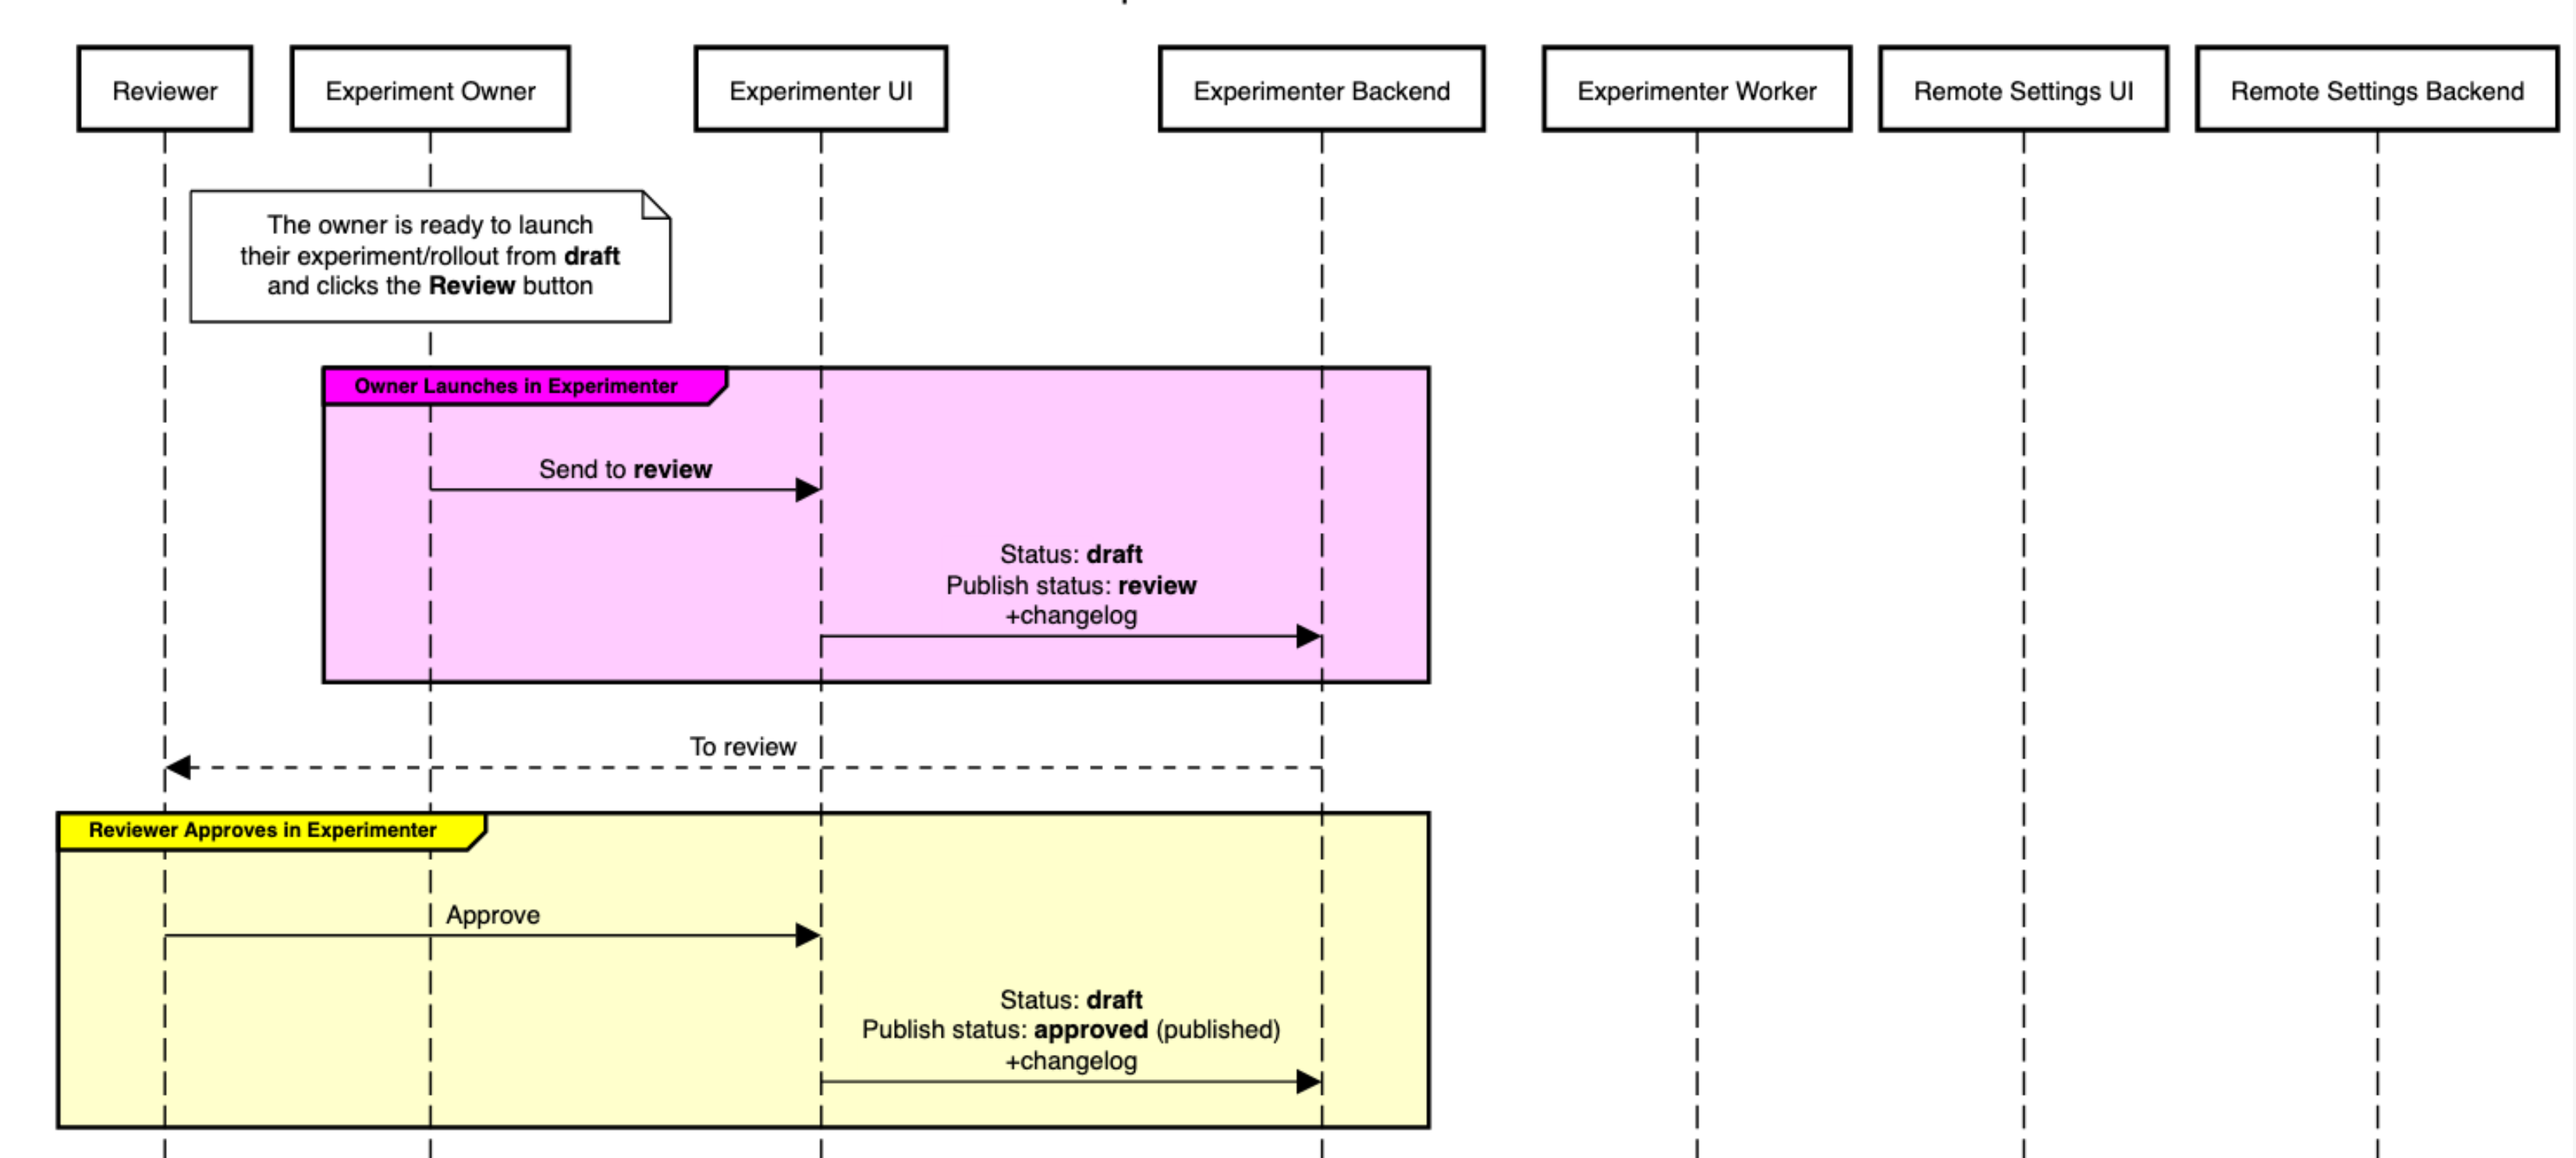 Reviewer
Experiment Owner
Experimenter UI
Experimenter Backend
Experimenter Worker
Remote Settings UI
Remote Settings Backend
The owner is ready to launch
their experiment/rollout from draft
and clicks the Review button
Owner Launches in Experimenter
Send to review
Status: draft
Publish status: review
+changelog
To review
Reviewer Approves in Experimenter
Approve
Status: draft
Publish status: approved (published)
+changelog